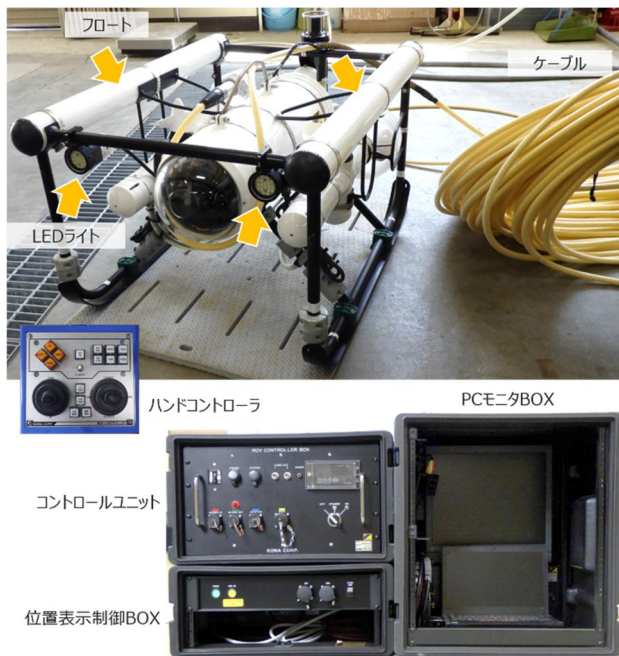 フロート
ケーブル
LEDライト
ハンドコントローラ
PCモニタBOX
ROV CONTROLLER BOX
コントロールユニット
KOWA CORP.
位置表示制御BOX